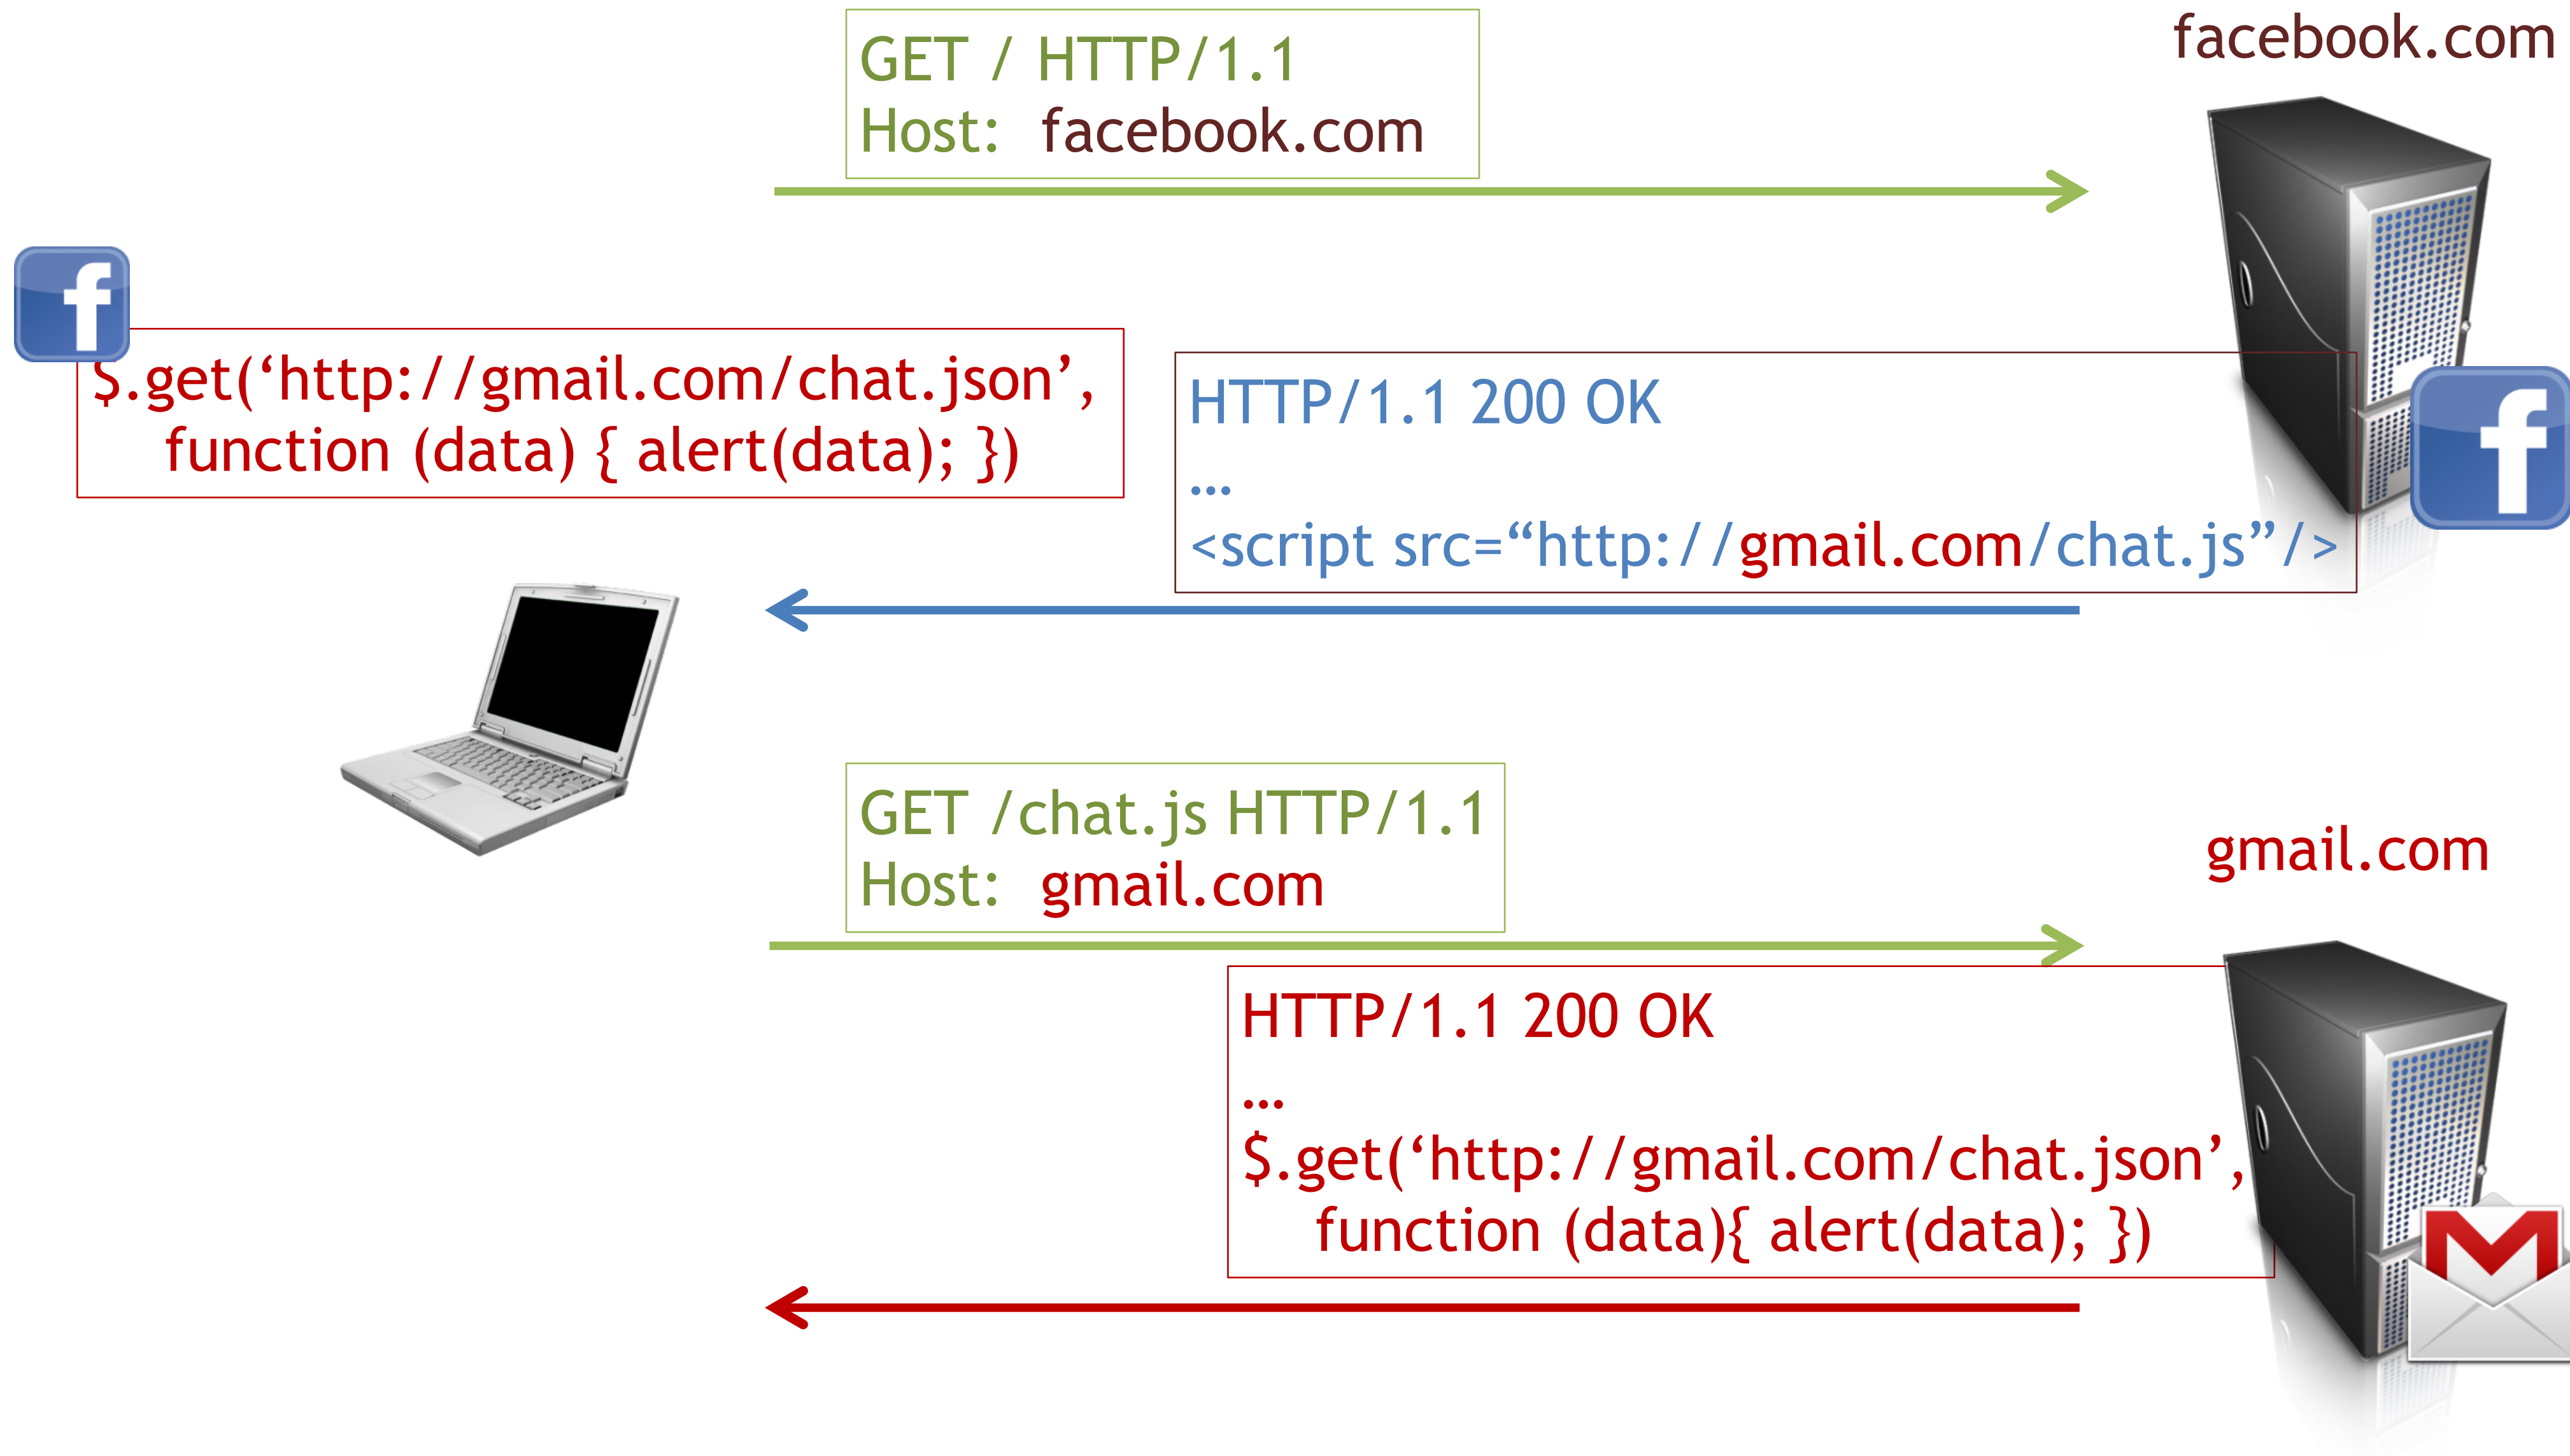 facebook.com
GET / HTTP/1.1
Host: facebook.com
$.get(‘http://gmail.com/chat.json’,
function (data) { alert(data); })
HTTP/1.1 200 OK
…
<script src=“http://gmail.com/chat.js”/>
GET /chat.js HTTP/1.1
Host: gmail.com
gmail.com
HTTP/1.1 200 OK
…
$.get(‘http://gmail.com/chat.json’,
function (data){ alert(data); })